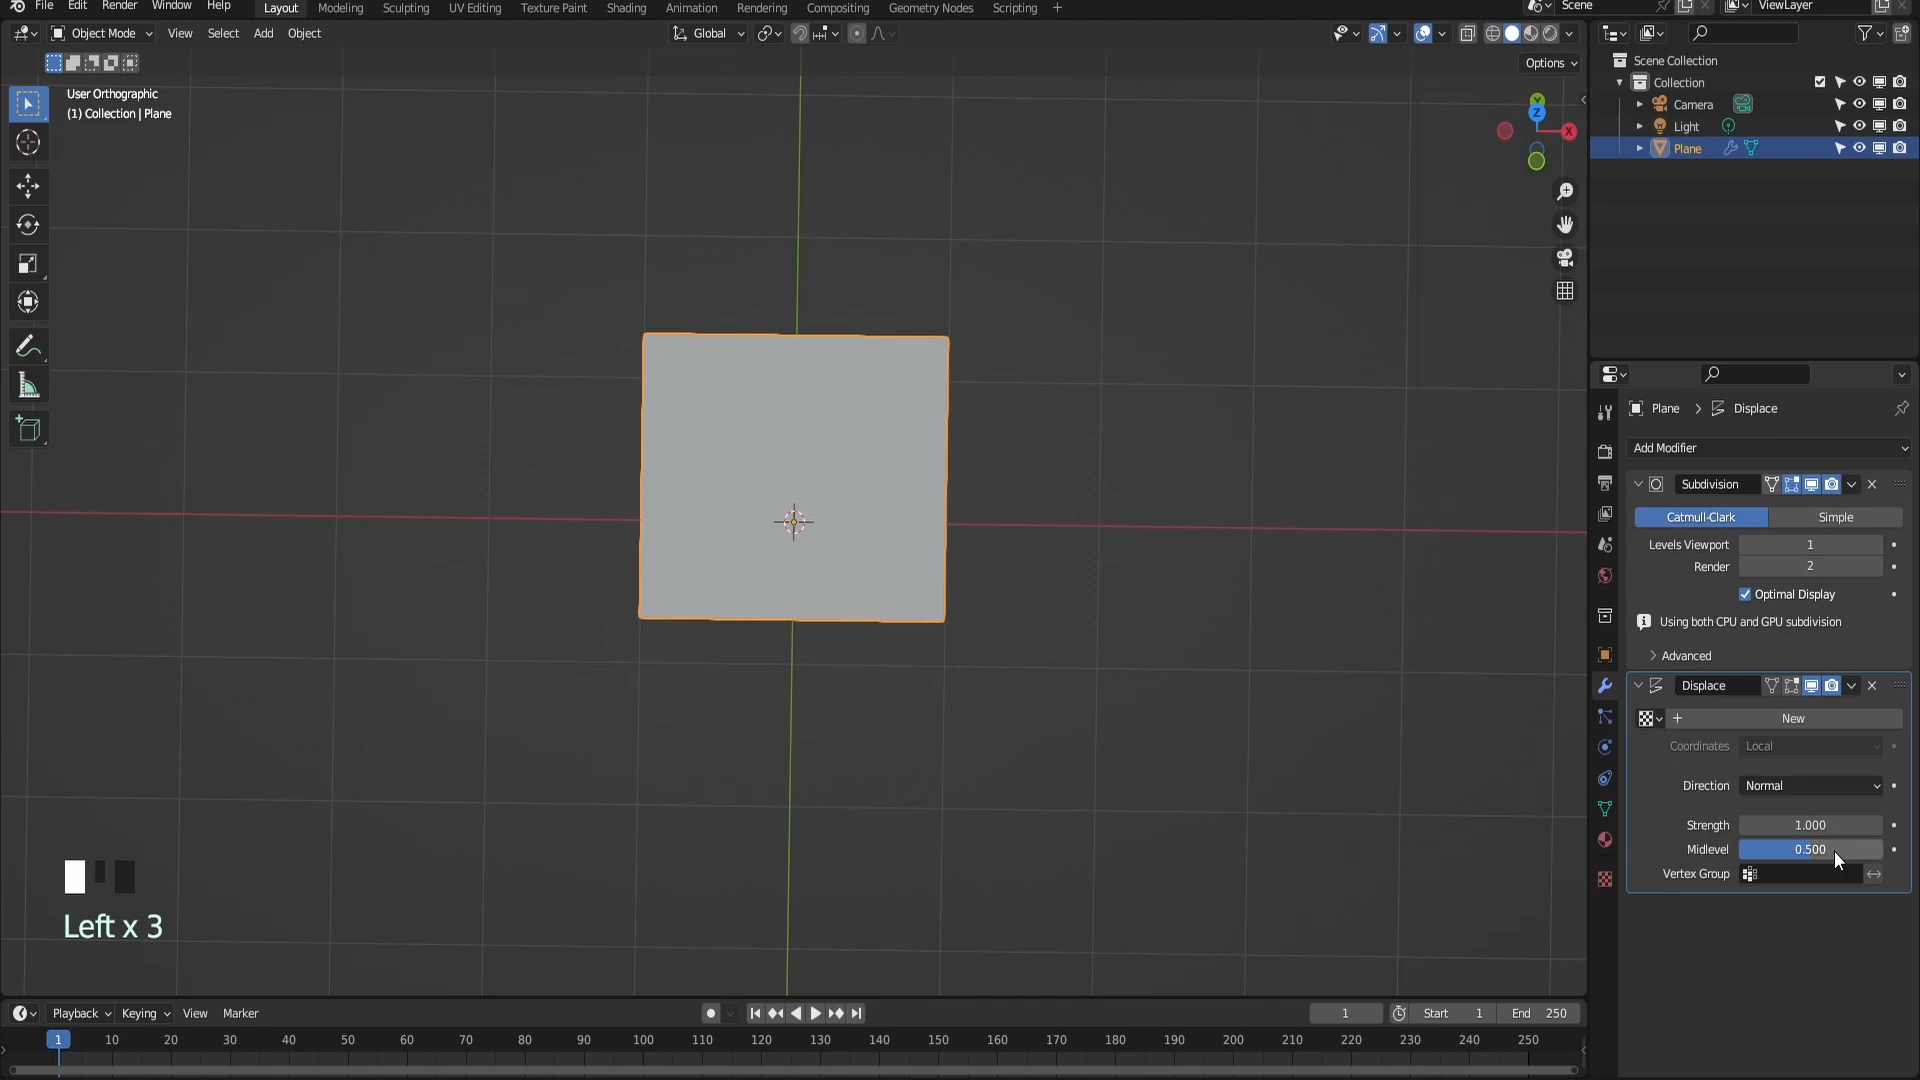 File Edit Render Window Help Layout Modeling Sculpting UV Editing Texture Paint Shading Animation Rendering Compositing Geometry Nodes Scripting + Scene ViewLayer
Object Mode View Select Add Object Global
Options
User Orthographic
(1) Collection | Plane
Y
Z
X
Scene Collection
Collection
Camera
Light
Plane
Plane > Displace
Add Modifier
Subdivision
Catmull-Clark Simple
Levels Viewport 1
Render 2
Optimal Display
Using both CPU and GPU subdivision
Advanced
Displace
+ New
Coordinates Local
Direction Normal
Strength 1.000
Midlevel 0.500
Vertex Group
Left x 3
Playback Keying View Marker 1 Start 1 End 250
1 10 20 30 40 50 60 70 80 90 100 110 120 130 140 150 160 170 180 190 200 210 220 230 240 250